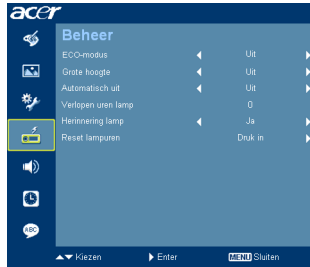 acer
Beheer
ECO-modus Uit
Grote hoogte Uit
Automatisch uit Uit
Verlopen uren lamp 0
Herinnering lamp Ja
Reset lampuren Druk in
ABC
Kiezen Enter MENU Sluiten